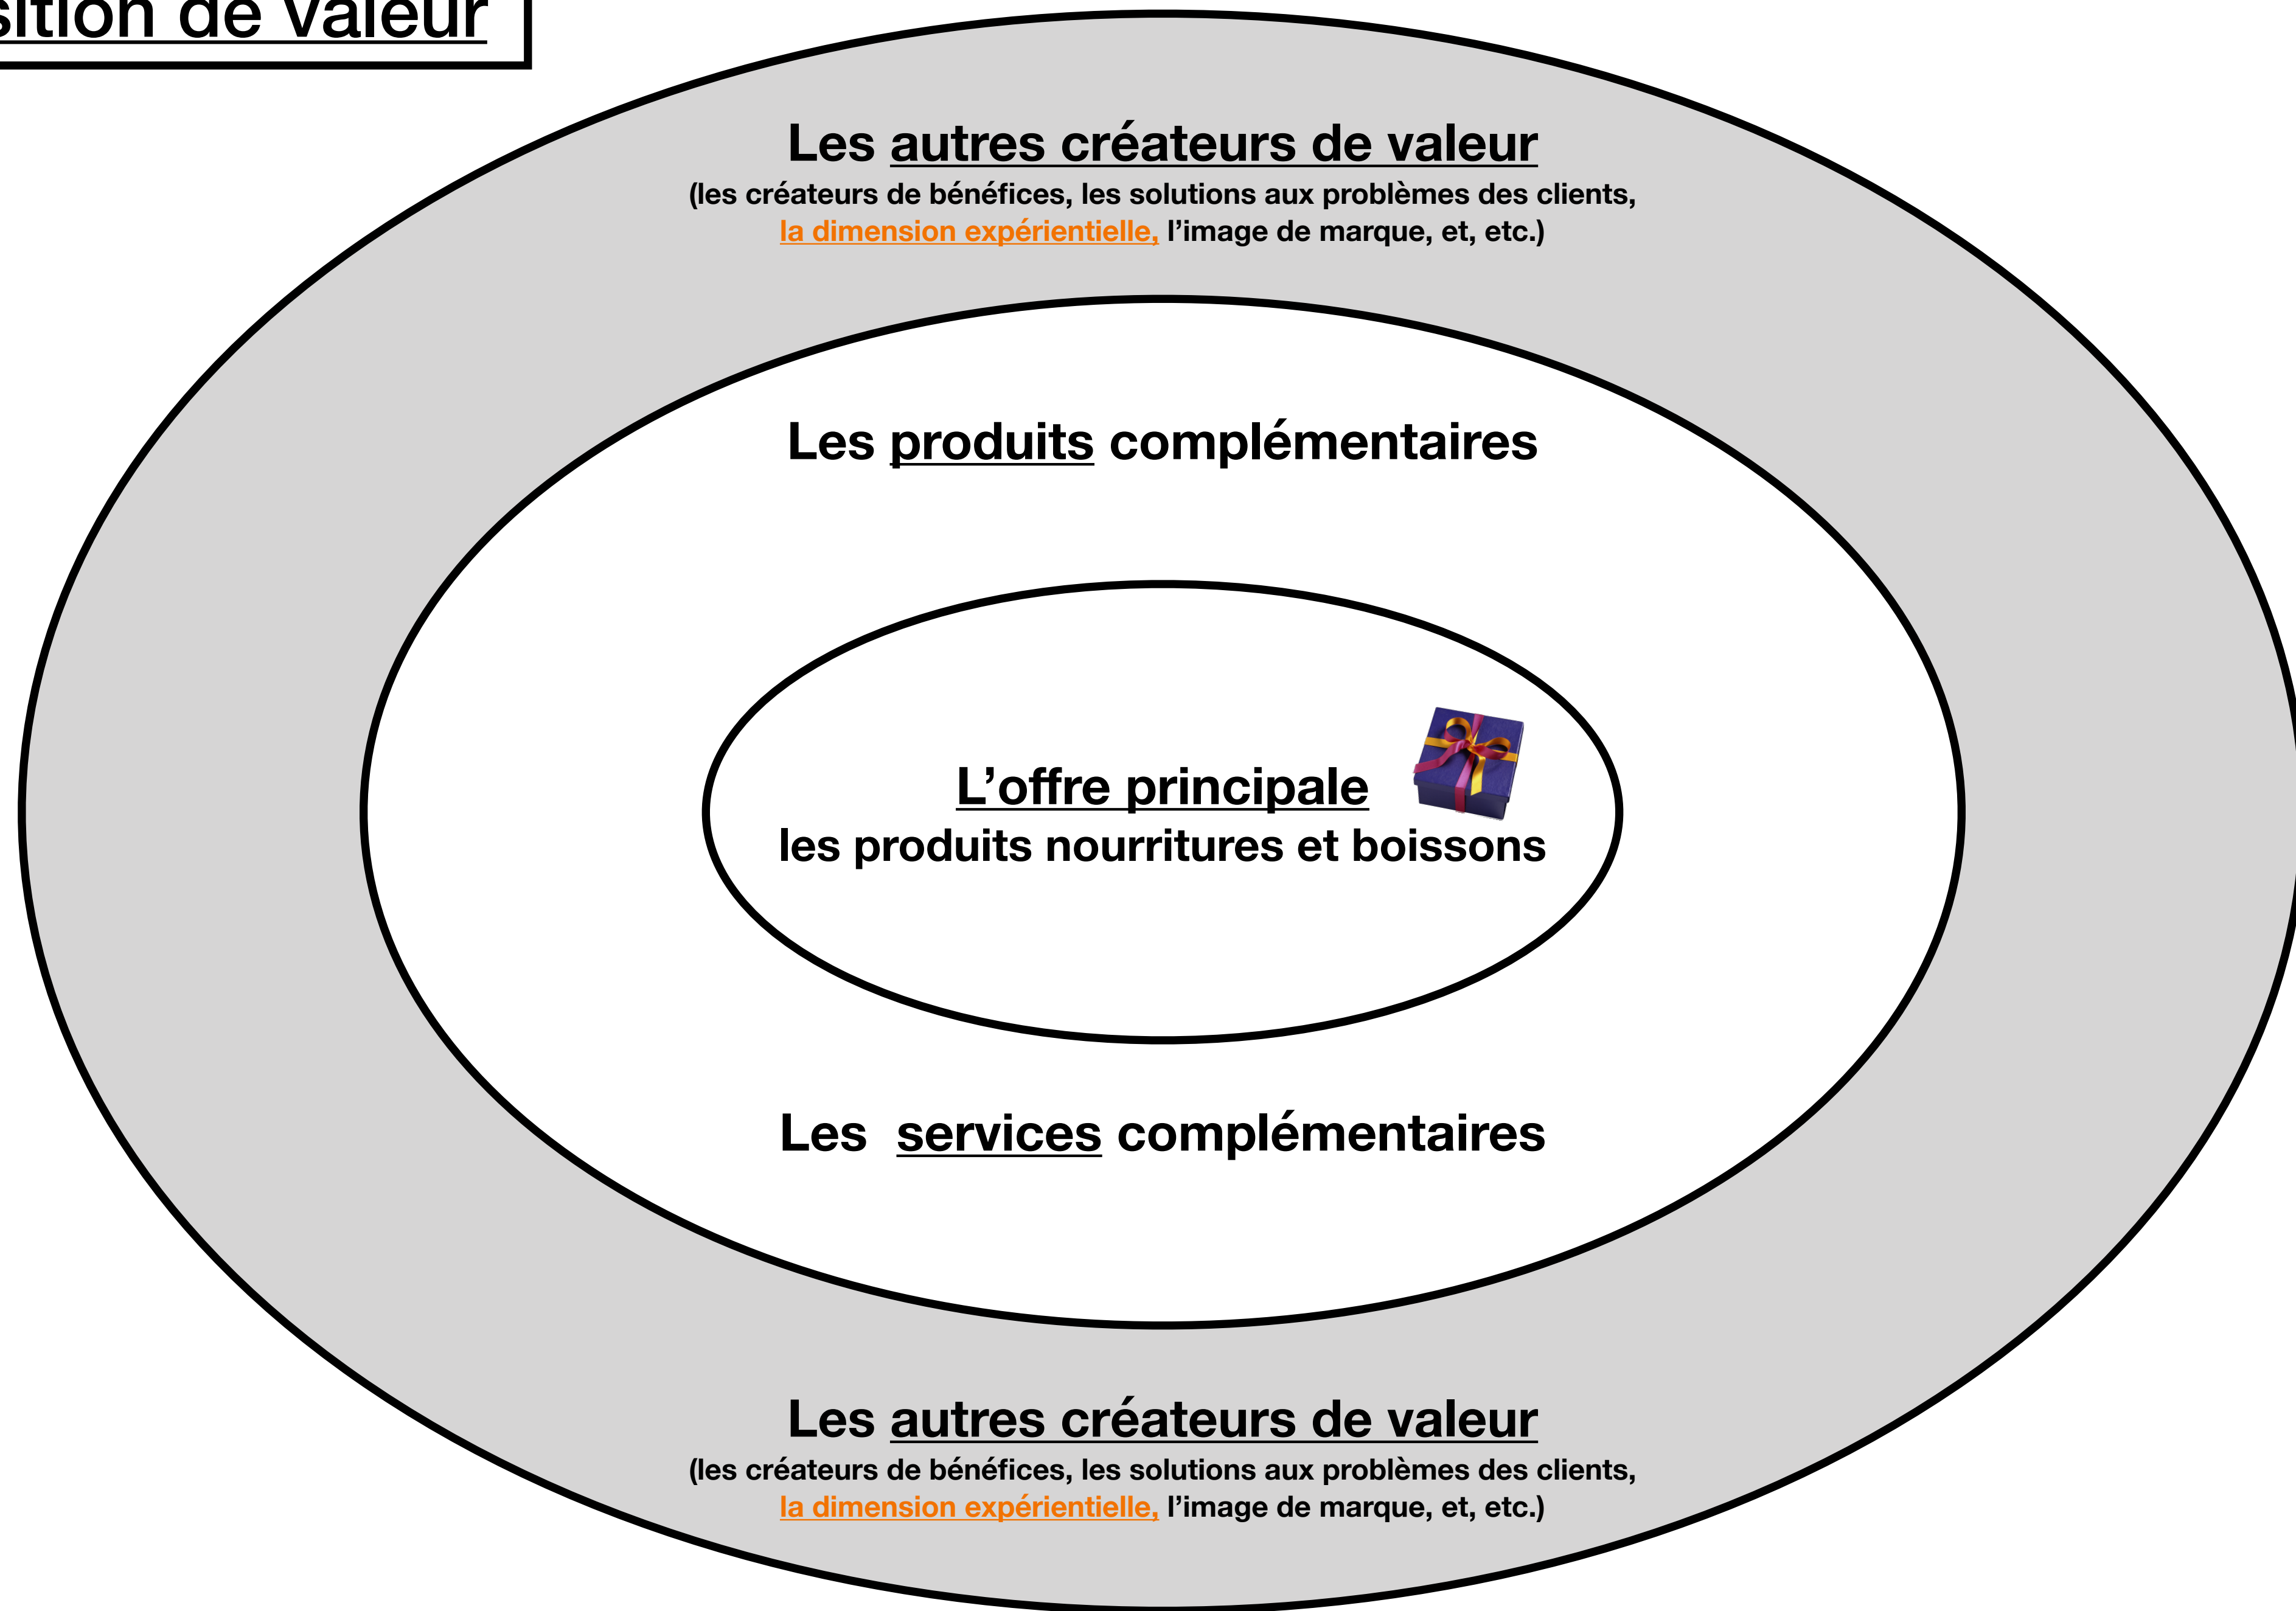 sition de valeur
Les autres créateurs de valeur
(les créateurs de bénéfices, les solutions aux problèmes des clients,
la dimension expérientielle, l’image de marque, et, etc.)
Les produits complémentaires
L’offre principale
les produits nourritures et boissons
Les services complémentaires
Les autres créateurs de valeur
(les créateurs de bénéfices, les solutions aux problèmes des clients,
la dimension expérientielle, l’image de marque, et, etc.)